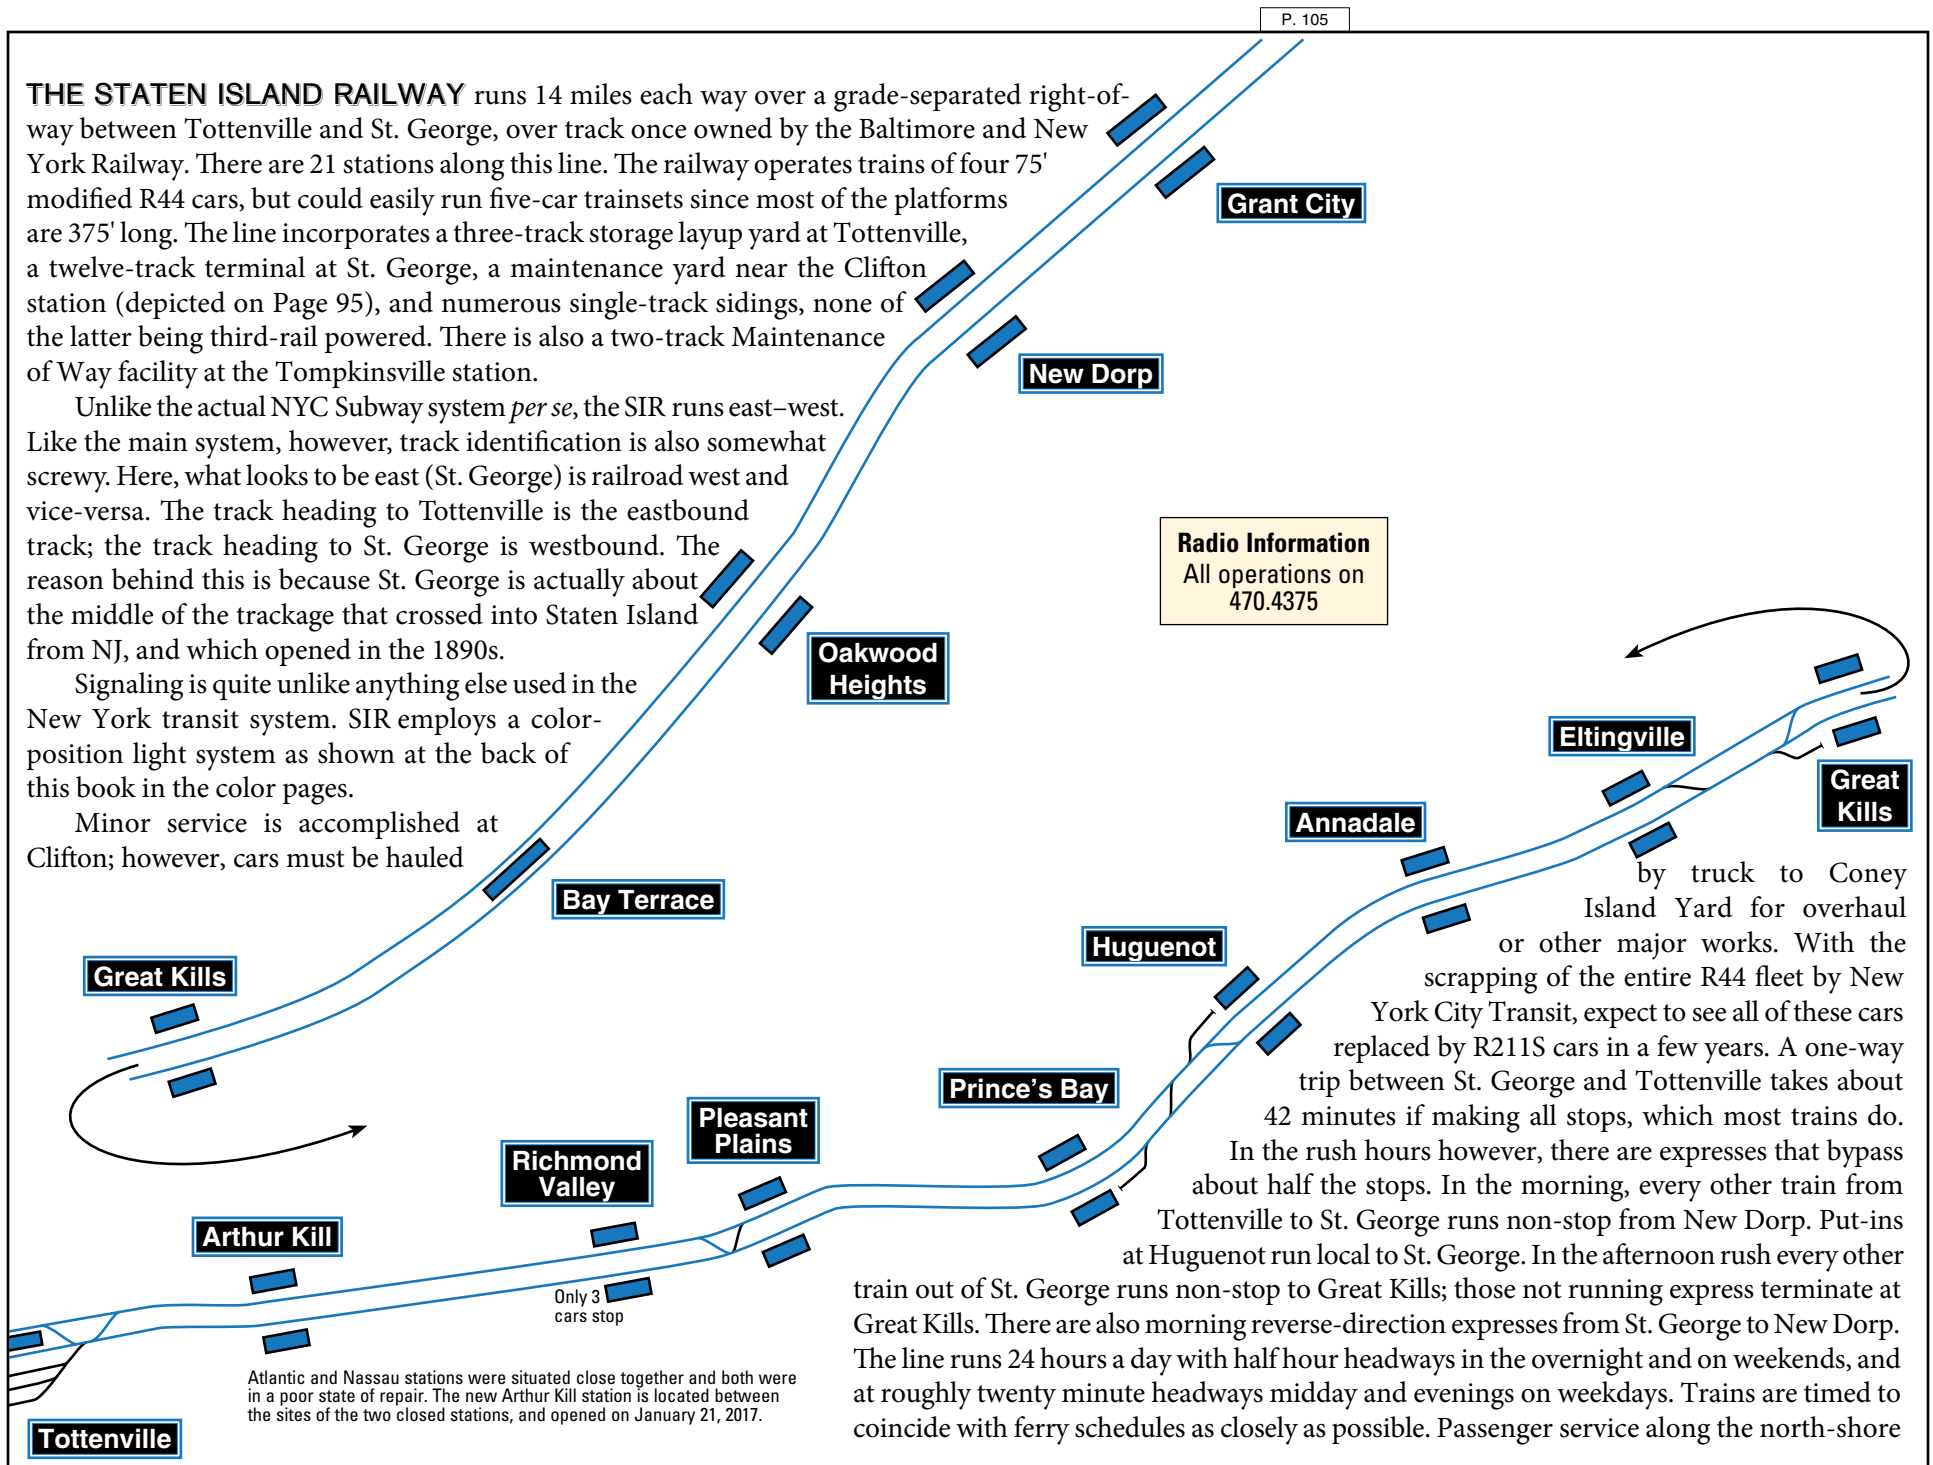 P. 105
THE STATEN ISLAND RAILWAY runs 14 miles each way over a grade-separated right-of-
way between Tottenville and St. George, over track once owned by the Baltimore and New
York Railway. There are 21 stations along this line. The railway operates trains of four 75'
modified R44 cars, but could easily run five-car trainsets since most of the platforms
are 375' long. The line incorporates a three-track storage layup yard at Tottenville,
a twelve-track terminal at St. George, a maintenance yard near the Clifton
station (depicted on Page 95), and numerous single-track sidings, none of
the latter being third-rail powered. There is also a two-track Maintenance
of Way facility at the Tompkinsville station.
Unlike the actual NYC Subway system per se, the SIR runs east–west.
Like the main system, however, track identification is also somewhat
screwy. Here, what looks to be east (St. George) is railroad west and
vice-versa. The track heading to Tottenville is the eastbound
track; the track heading to St. George is westbound. The
reason behind this is because St. George is actually about
the middle of the trackage that crossed into Staten Island
from NJ, and which opened in the 1890s.
Signaling is quite unlike anything else used in the
New York transit system. SIR employs a color-
position light system as shown at the back of
this book in the color pages.
Minor service is accomplished at
Clifton; however, cars must be hauled
Grant City
New Dorp
Oakwood
Heights
Bay Terrace
Great Kills
Radio Information
All operations on
470.4375
Great
Kills
Eltingville
Annadale
Huguenot
Prince's Bay
Pleasant
Plains
Richmond
Valley
Only 3
cars stop
Arthur Kill
Tottenville
Atlantic and Nassau stations were situated close together and both were
in a poor state of repair. The new Arthur Kill station is located between
the sites of the two closed stations, and opened on January 21, 2017.
by truck to Coney
Island Yard for overhaul
or other major works. With the
scrapping of the entire R44 fleet by New
York City Transit, expect to see all of these cars
replaced by R211S cars in a few years. A one-way
trip between St. George and Tottenville takes about
42 minutes if making all stops, which most trains do.
In the rush hours however, there are expresses that bypass
about half the stops. In the morning, every other train from
Tottenville to St. George runs non-stop from New Dorp. Put-ins
at Huguenot run local to St. George. In the afternoon rush every other
train out of St. George runs non-stop to Great Kills; those not running express terminate at
Great Kills. There are also morning reverse-direction expresses from St. George to New Dorp.
The line runs 24 hours a day with half hour headways in the overnight and on weekends, and
at roughly twenty minute headways midday and evenings on weekdays. Trains are timed to
coincide with ferry schedules as closely as possible. Passenger service along the north-shore